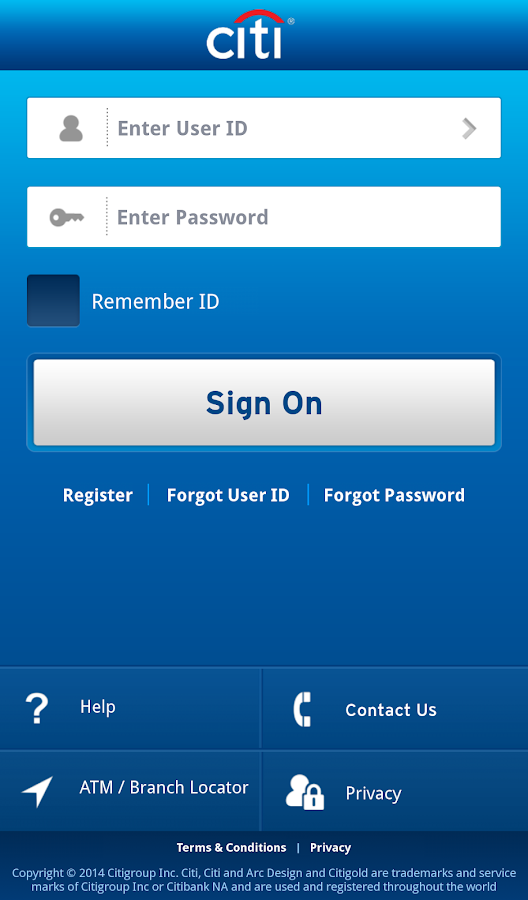 citi®
Enter User ID
Enter Password
Remember ID
Sign On
Register | Forgot User ID | Forgot Password
Help
Contact Us
ATM / Branch Locator
Privacy
Terms & Conditions | Privacy
Copyright © 2014 Citigroup Inc. Citi, Citi and Arc Design and Citigold are trademarks and service
marks of Citigroup Inc or Citibank NA and are used and registered throughout the world